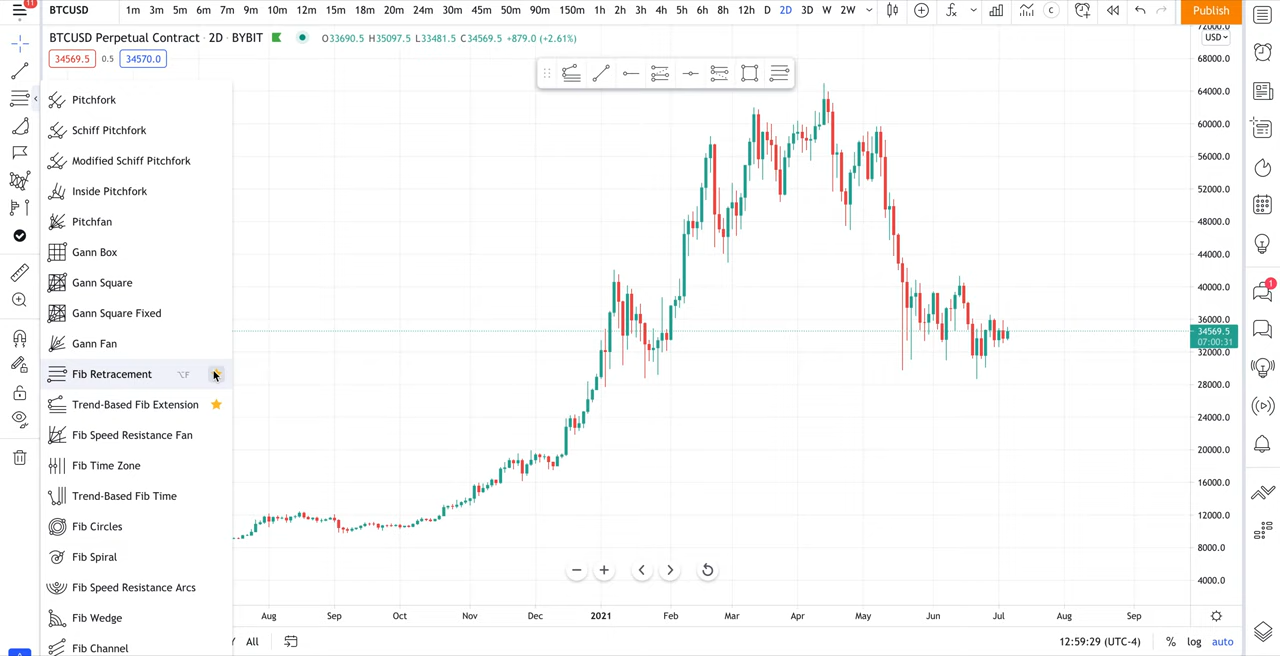 11
BTCUSD 1m 3m 5m 6m 7m 9m 10m 12m 15m 18m 20m 24m 30m 45m 50m 90m 150m 1h 2h 3h 4h 5h 6h 8h 12h D 2D 3D W 2W Publish
BTCUSD Perpetual Contract · 2D · BYBIT O33690.5 H35097.5 L33481.5 C34569.5 +879.0 (+2.61%)
34569.5 0.5 34570.0
USD
72000.0
68000.0
64000.0
60000.0
56000.0
52000.0
48000.0
44000.0
40000.0
36000.0
34569.5
07:00:31
32000.0
28000.0
24000.0
20000.0
16000.0
12000.0
8000.0
4000.0
1
Pitchfork
Schiff Pitchfork
Modified Schiff Pitchfork
Inside Pitchfork
Pitchfan
Gann Box
Gann Square
Gann Square Fixed
Gann Fan
Fib Retracement ⌥F
Trend-Based Fib Extension
Fib Speed Resistance Fan
Fib Time Zone
Trend-Based Fib Time
Fib Circles
Fib Spiral
Fib Speed Resistance Arcs
Fib Wedge
Fib Channel
Aug Sep Oct Nov Dec 2021 Feb Mar Apr May Jun Jul Aug Sep
All 12:59:29 (UTC-4) % log auto